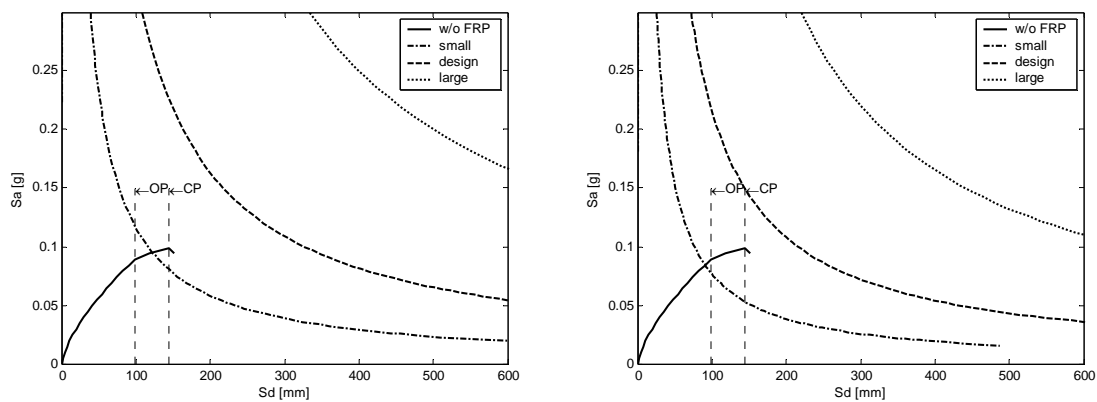 w/o FRP
small
design
large
0.25
0.2
0.15
0.1
0.05
0
Sa [g]
←OP ←CP
0 100 200 300 400 500 600
Sd [mm]
w/o FRP
small
design
large
0.25
0.2
0.15
0.1
0.05
0
Sa [g]
←OP ←CP
0 100 200 300 400 500 600
Sd [mm]